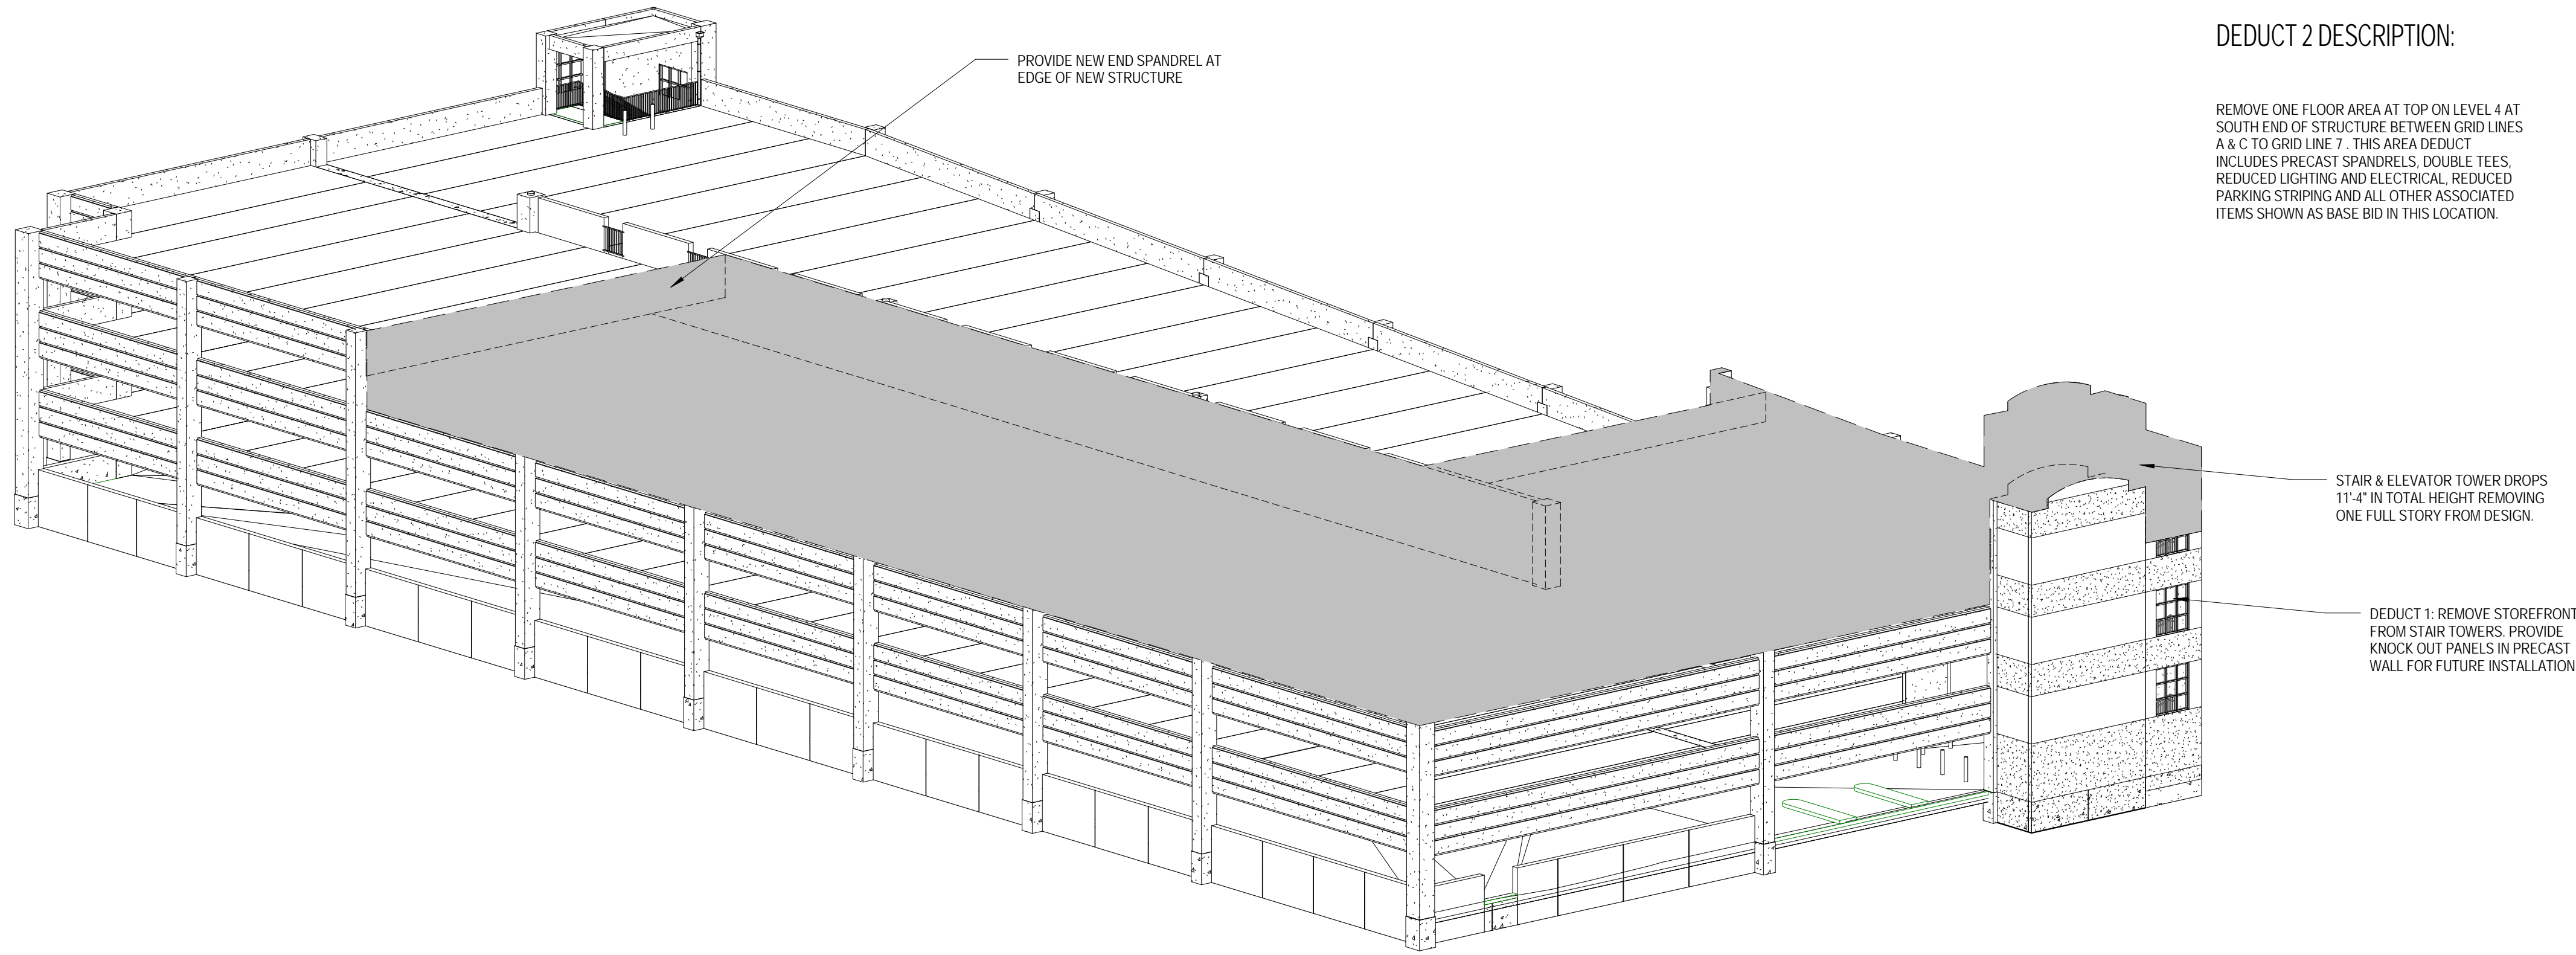 DEDUCT 2 DESCRIPTION:
REMOVE ONE FLOOR AREA AT TOP ON LEVEL 4 AT
SOUTH END OF STRUCTURE BETWEEN GRID LINES
A & C TO GRID LINE 7 . THIS AREA DEDUCT
INCLUDES PRECAST SPANDRELS, DOUBLE TEES,
REDUCED LIGHTING AND ELECTRICAL, REDUCED
PARKING STRIPING AND ALL OTHER ASSOCIATED
ITEMS SHOWN AS BASE BID IN THIS LOCATION.
PROVIDE NEW END SPANDREL AT
EDGE OF NEW STRUCTURE
STAIR & ELEVATOR TOWER DROPS
11'-4" IN TOTAL HEIGHT REMOVING
ONE FULL STORY FROM DESIGN.
DEDUCT 1: REMOVE STOREFRONT
FROM STAIR TOWERS. PROVIDE
KNOCK OUT PANELS IN PRECAST
WALL FOR FUTURE INSTALLATION